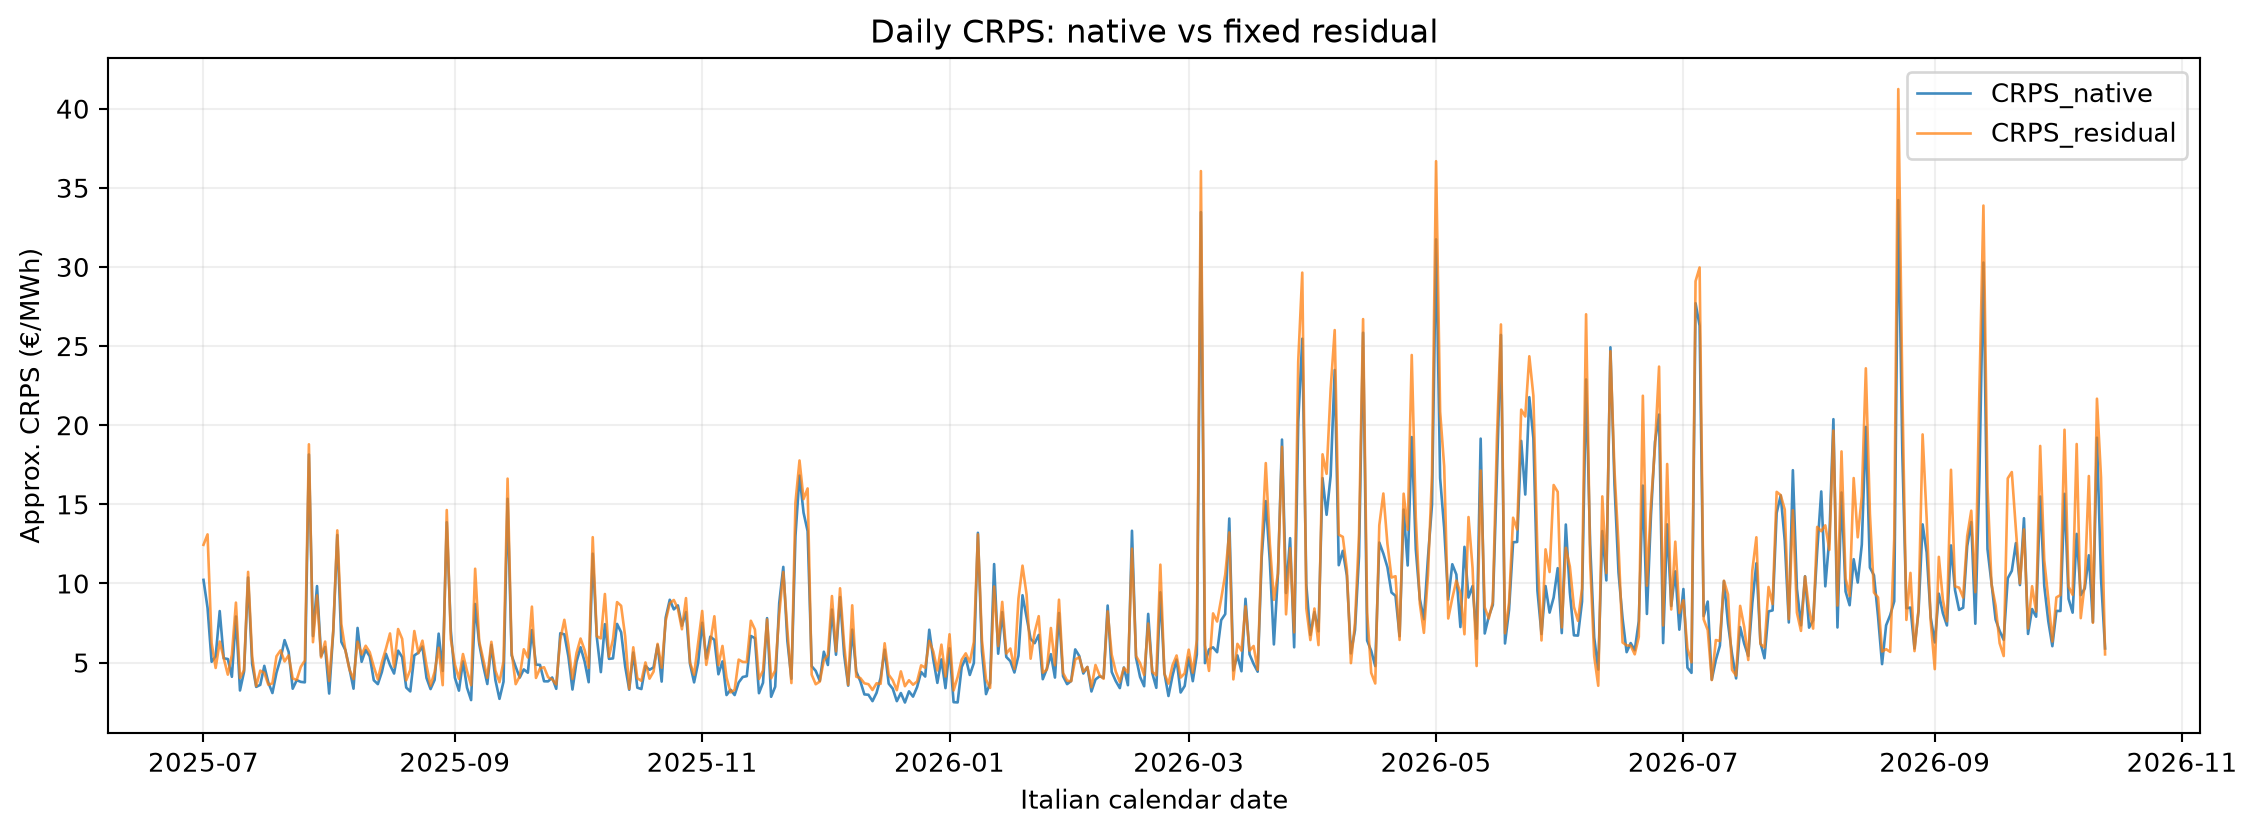 Daily CRPS: native vs fixed residual
CRPS_native
CRPS_residual
Approx. CRPS (€/MWh)
40
35
30
25
20
15
10
5
2025-07 2025-09 2025-11 2026-01 2026-03 2026-05 2026-07 2026-09 2026-11
Italian calendar date